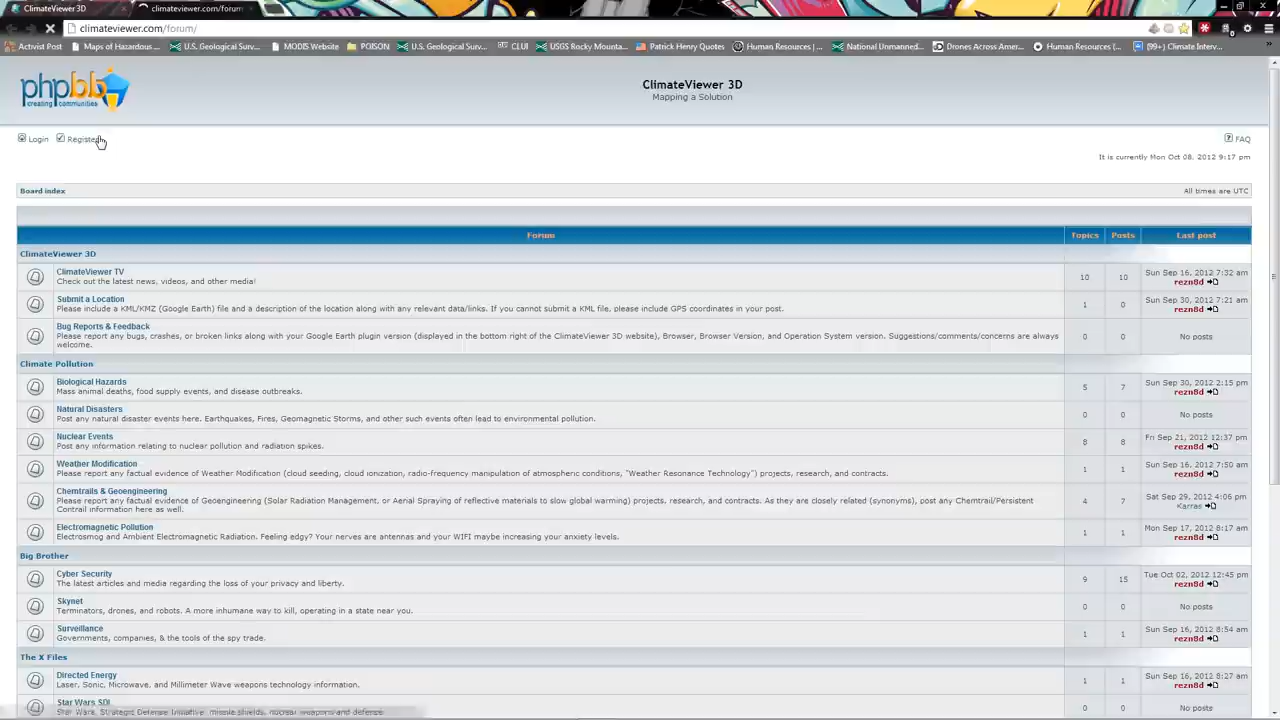 ClimateViewer 3D
climateviewer.com/forum
climateviewer.com/forum/
Activist Post
Maps of Hazardous ...
U.S. Geological Surv...
MODIS Website
POISON
U.S. Geological Surv...
CLUI
USGS Rocky Mounta...
Patrick Henry Quotes
Human Resources |...
National Unmanned...
Drones Across Amer...
Human Resources (...
(99+) Climate Interv...
phpbb
creating communities
ClimateViewer 3D
Mapping a Solution
Login
Register
FAQ
It is currently Mon Oct 08, 2012 9:17 pm
Board index
All times are UTC
Forum
Topics
Posts
Last post
ClimateViewer 3D
ClimateViewer TV
Check out the latest news, videos, and other media!
10
10
Sun Sep 16, 2012 7:32 am
rezn8d
Submit a Location
Please include a KML/KMZ (Google Earth) file and a description of the location along with any relevant data/links. If you cannot submit a KML file, please include GPS coordinates in your post.
1
0
Sun Sep 30, 2012 7:21 am
rezn8d
Bug Reports & Feedback
Please report any bugs, crashes, or broken links along with your Google Earth plugin version (displayed in the bottom right of the ClimateViewer 3D website), Browser, Browser Version, and Operation System version. Suggestions/comments/concerns are always
welcome.
0
0
No posts
Climate Pollution
Biological Hazards
Mass animal deaths, food supply events, and disease outbreaks.
5
7
Sun Sep 30, 2012 2:15 pm
rezn8d
Natural Disasters
Post any natural disaster events here. Earthquakes, Fires, Geomagnetic Storms, and other such events often lead to environmental pollution.
0
0
No posts
Nuclear Events
Post any information relating to nuclear pollution and radiation spikes.
8
8
Fri Sep 21, 2012 12:37 pm
rezn8d
Weather Modification
Please report any factual evidence of Weather Modification (cloud seeding, cloud ionization, radio-frequency manipulation of atmospheric conditions, "Weather Resonance Technology") projects, research, and contracts.
1
1
Sun Sep 16, 2012 7:50 am
rezn8d
Chemtrails & Geoengineering
Please report any factual evidence of Geoengineering (Solar Radiation Management, or Aerial Spraying of reflective materials to slow global warming) projects, research, and contracts. As they are closely related (synonyms), post any Chemtrail/Persistent
Contrail information here as well.
4
7
Sat Sep 29, 2012 4:06 pm
Karras
Electromagnetic Pollution
Electrosmog and Ambient Electromagnetic Radiation. Feeling edgy? Your nerves are antennas and your WIFI maybe increasing your anxiety levels.
1
1
Mon Sep 17, 2012 8:17 am
rezn8d
Big Brother
Cyber Security
The latest articles and media regarding the loss of your privacy and liberty.
9
15
Tue Oct 02, 2012 12:45 pm
rezn8d
Skynet
Terminators, drones, and robots. A more inhumane way to kill, operating in a state near you.
0
0
No posts
Surveillance
Governments, companies, & the tools of the spy trade.
1
1
Sun Sep 16, 2012 8:54 am
rezn8d
The X Files
Directed Energy
Laser, Sonic, Microwave, and Millimeter Wave weapons technology information.
1
1
Sun Sep 16, 2012 8:27 am
rezn8d
Star Wars SDI
Star Wars, Strategic Defense Initiative, missile shields, nuclear weapons and defense.
0
0
No posts